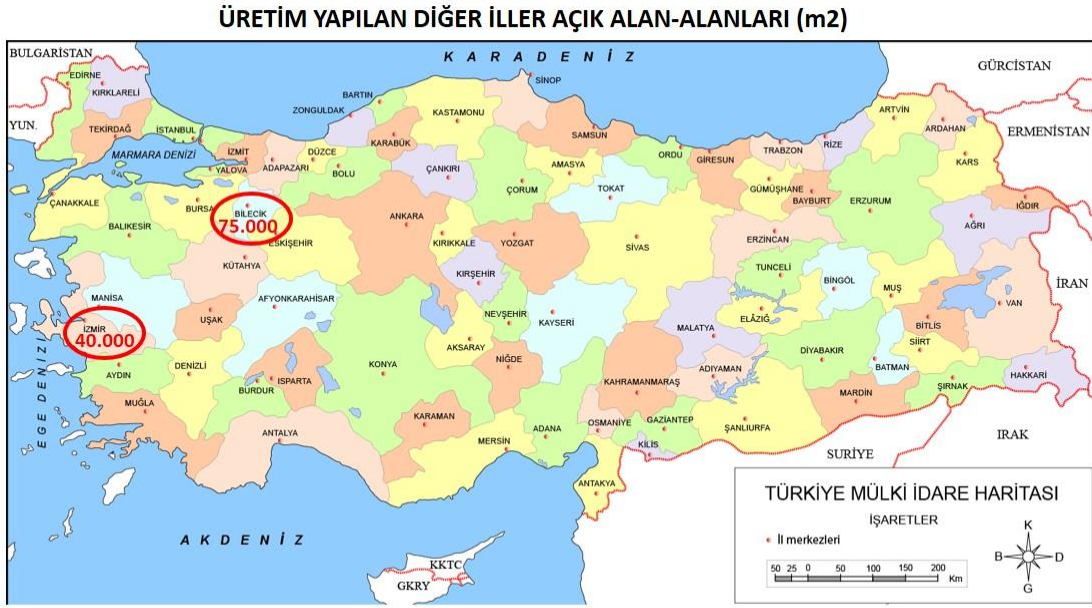 ÜRETİM YAPILAN DİĞER İLLER AÇIK ALAN-ALANLARI (m2)
BULGARİSTAN
KARADENİZ
GÜRCİSTAN
EDİRNE
KIRKLARELİ
SİNOP
BARTIN
KASTAMONU
ZONGULDAK
ARTVİN
ARDAHAN
YUN.
TEKİRDAĞ
İSTANBUL
KARABÜK
SAMSUN
ERMENİSTAN
MARMARA DENİZİ
İZMİT
DÜZCE
ORDU
GİRESUN
TRABZON
RİZE
KARS
YALOVA
ADAPAZARI
BOLU
ÇANKIRI
AMASYA
ÇORUM
TOKAT
GÜMÜŞHANE
BAYBURT
ERZURUM
IĞDIR
ÇANAKKALE
BURSA
BİLECİK
75.000
ANKARA
BALIKESİR
ESKİŞEHİR
KIRIKKALE
YOZGAT
SİVAS
ERZİNCAN
AĞRI
KÜTAHYA
KIRŞEHİR
TUNCELİ
BİNGÖL
MUŞ
İRAN
MANİSA
AFYONKARAHİSAR
UŞAK
NEVŞEHİR
KAYSERİ
MALATYA
ELÂZIĞ
BİTLİS
VAN
İZMİR
40.000
AKSARAY
NİĞDE
DİYABAKIR
SİİRT
BATMAN
EGE DENİZİ
AYDIN
DENİZLİ
BURDUR
ISPARTA
KONYA
KAHRAMANMARAŞ
ADIYAMAN
MARDİN
ŞIRNAK
HAKKARİ
MUĞLA
ANTALYA
KARAMAN
MERSİN
ADANA
OSMANİYE
GAZİANTEP
KİLİS
ŞANLIURFA
SURİYE
IRAK
ANTAKYA
AKDENİZ
KKTC
GKRY
TÜRKİYE MÜLKİ İDARE HARİTASI
İŞARETLER
İl merkezleri
50 25 0 50 100 150 200
Km
K
B
D
G